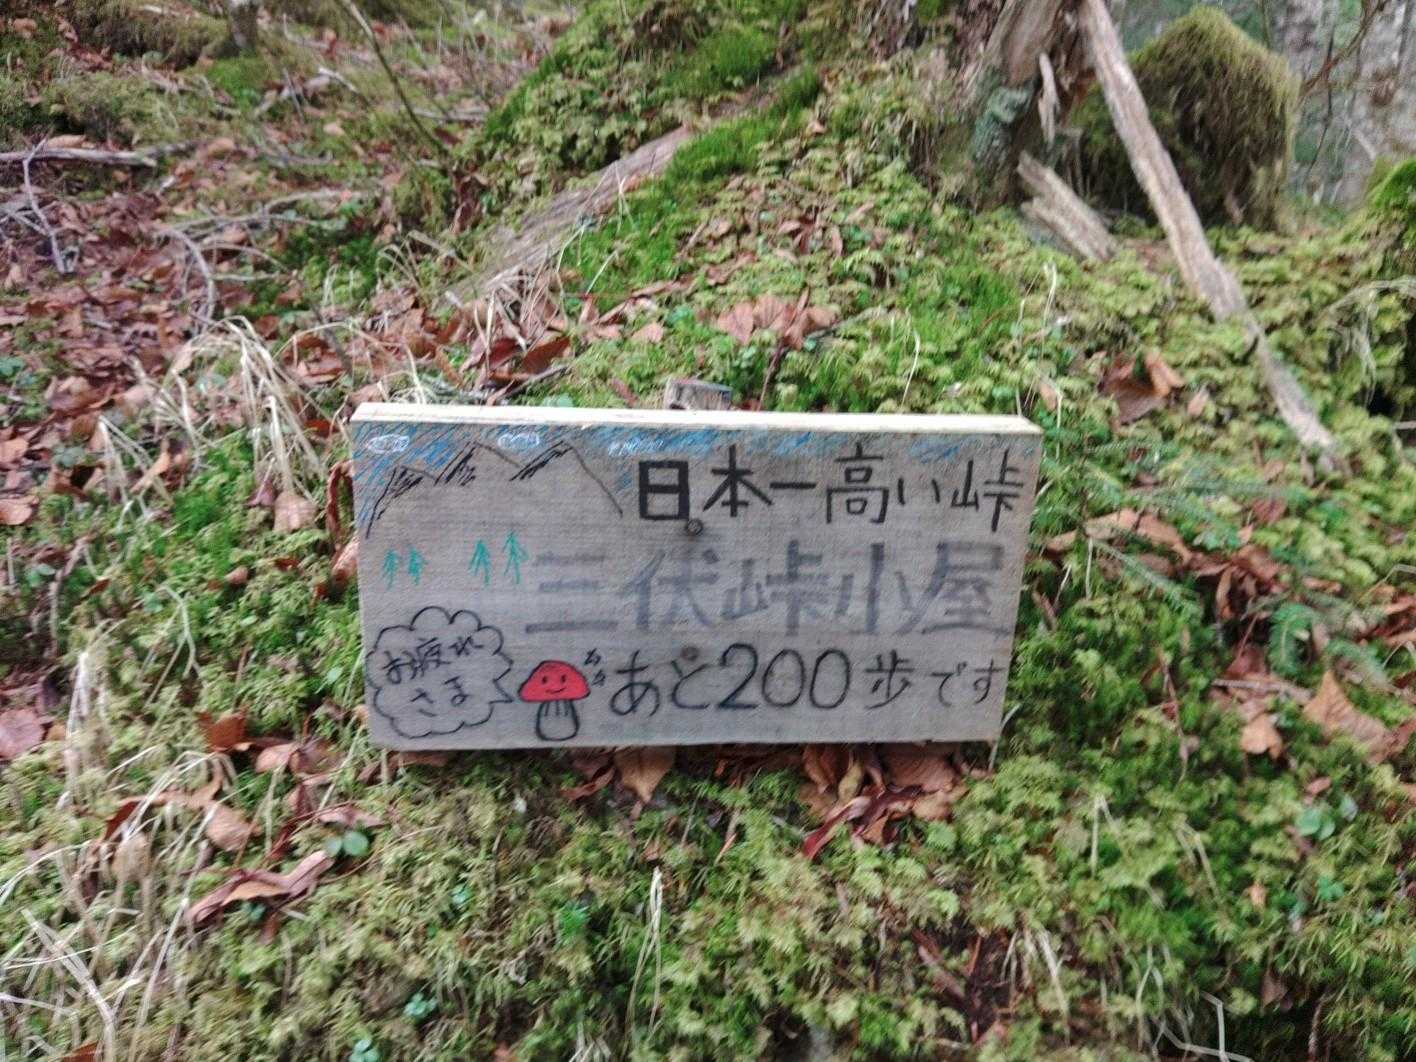 日本一高い峠
三伏峠小屋
お疲れ
さま
あと200歩です